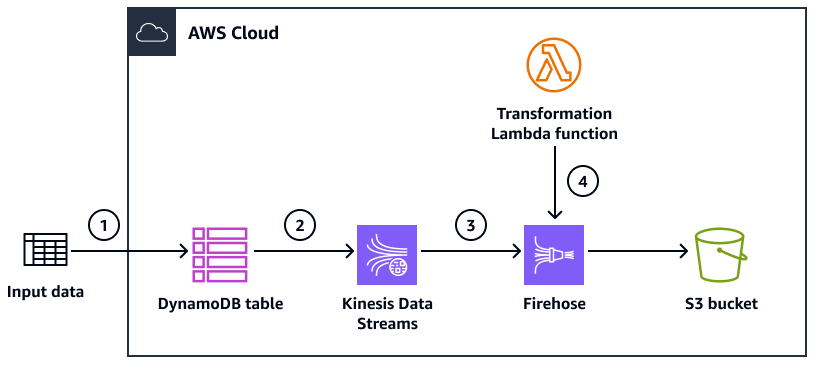 AWS Cloud
Transformation
Lambda function
1
2
3
4
Input data
DynamoDB table
Kinesis Data
Streams
Firehose
S3 bucket